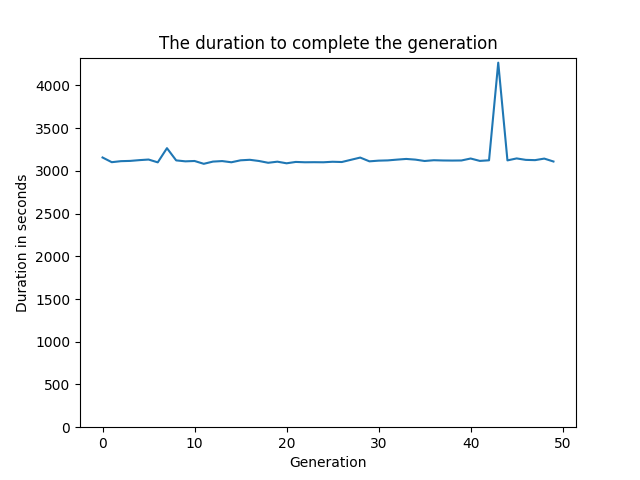 The duration to complete the generation
4000
3500
3000
2500
2000
1500
1000
500
0
Duration in seconds
0 10 20 30 40 50
Generation